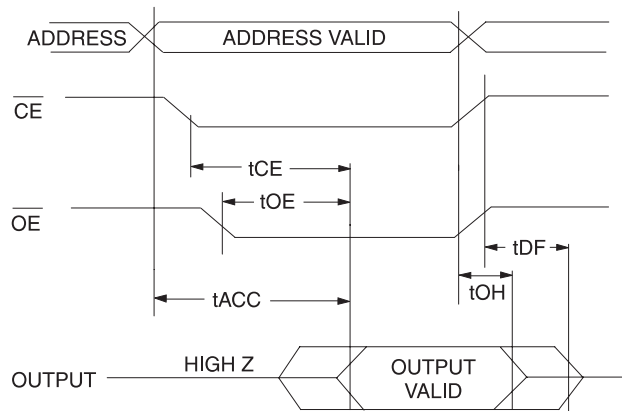 ADDRESS
ADDRESS VALID
CE
tCE
tOE
OE
tDF
tOH
tACC
HIGH Z
OUTPUT
OUTPUT
VALID